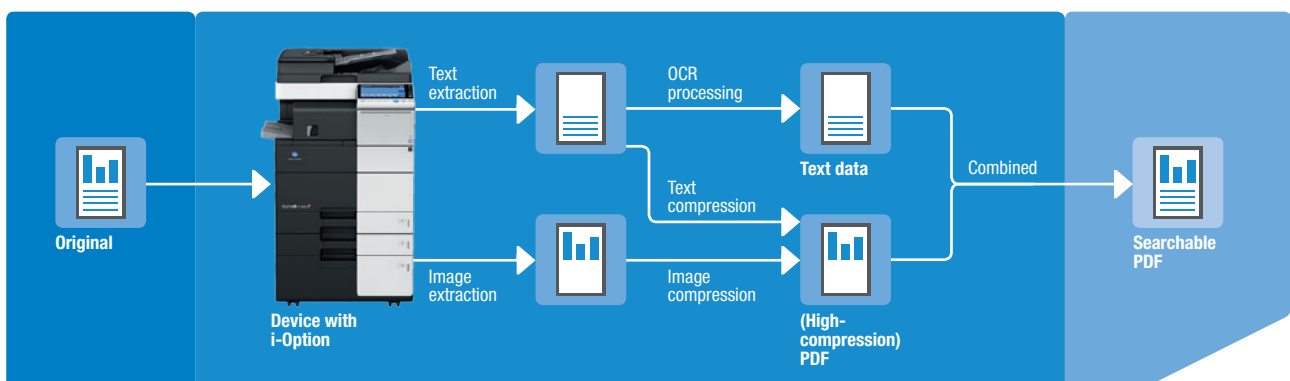 Original
Device with
i-Option
Text
extraction
Image
extraction
OCR
processing
Text
compression
Image
compression
Text data
(High-
compression)
PDF
Combined
Searchable
PDF